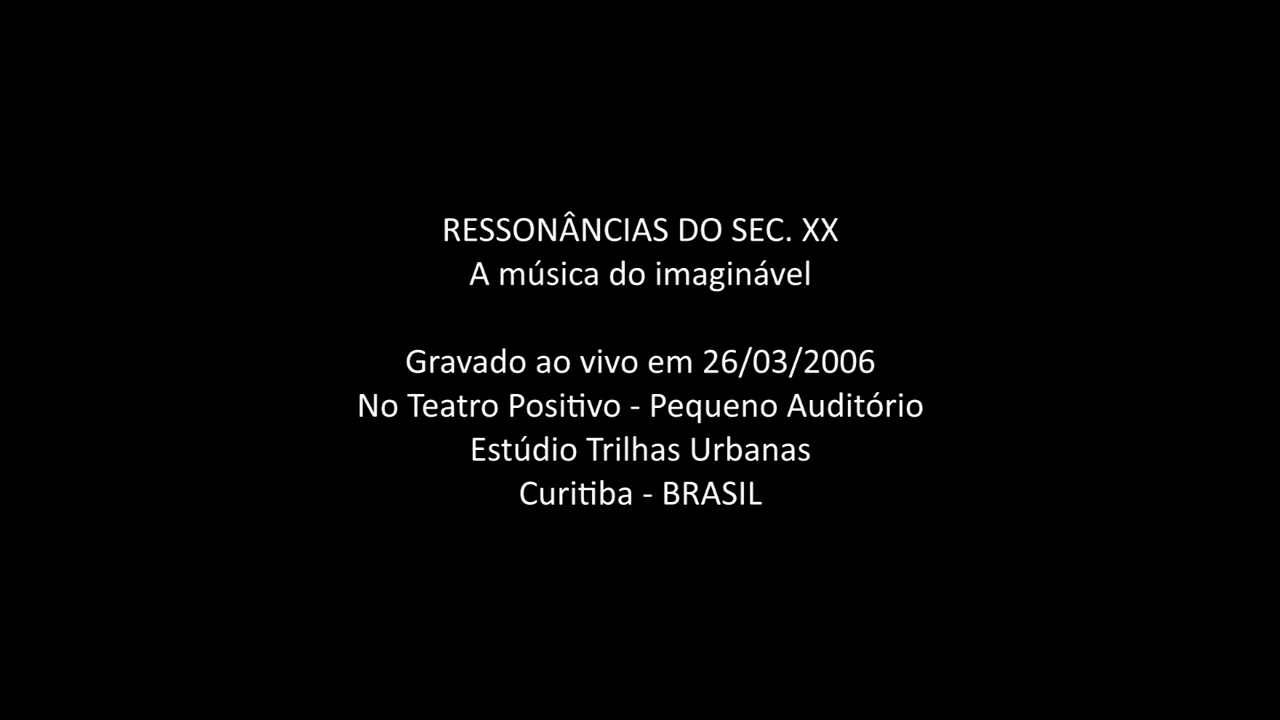 RESSONÂNCIAS DO SEC. XX
A música do imaginável
Gravado ao vivo em 26/03/2006
No Teatro Positivo - Pequeno Auditório
Estúdio Trilhas Urbanas
Curitiba - BRASIL